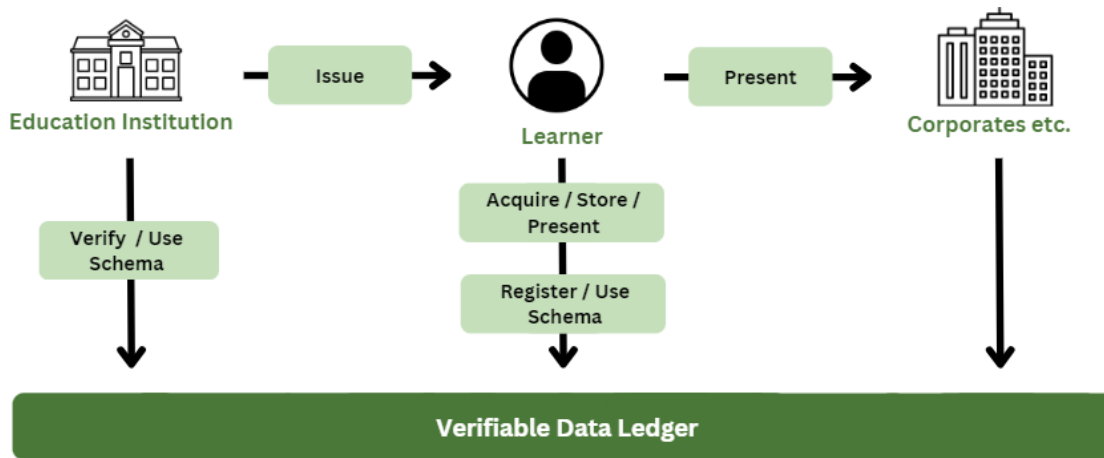 Issue
Present
Education Institution
Learner
Corporates etc.
Acquire / Store /
Present
Verify / Use
Schema
Register / Use
Schema
Verifiable Data Ledger